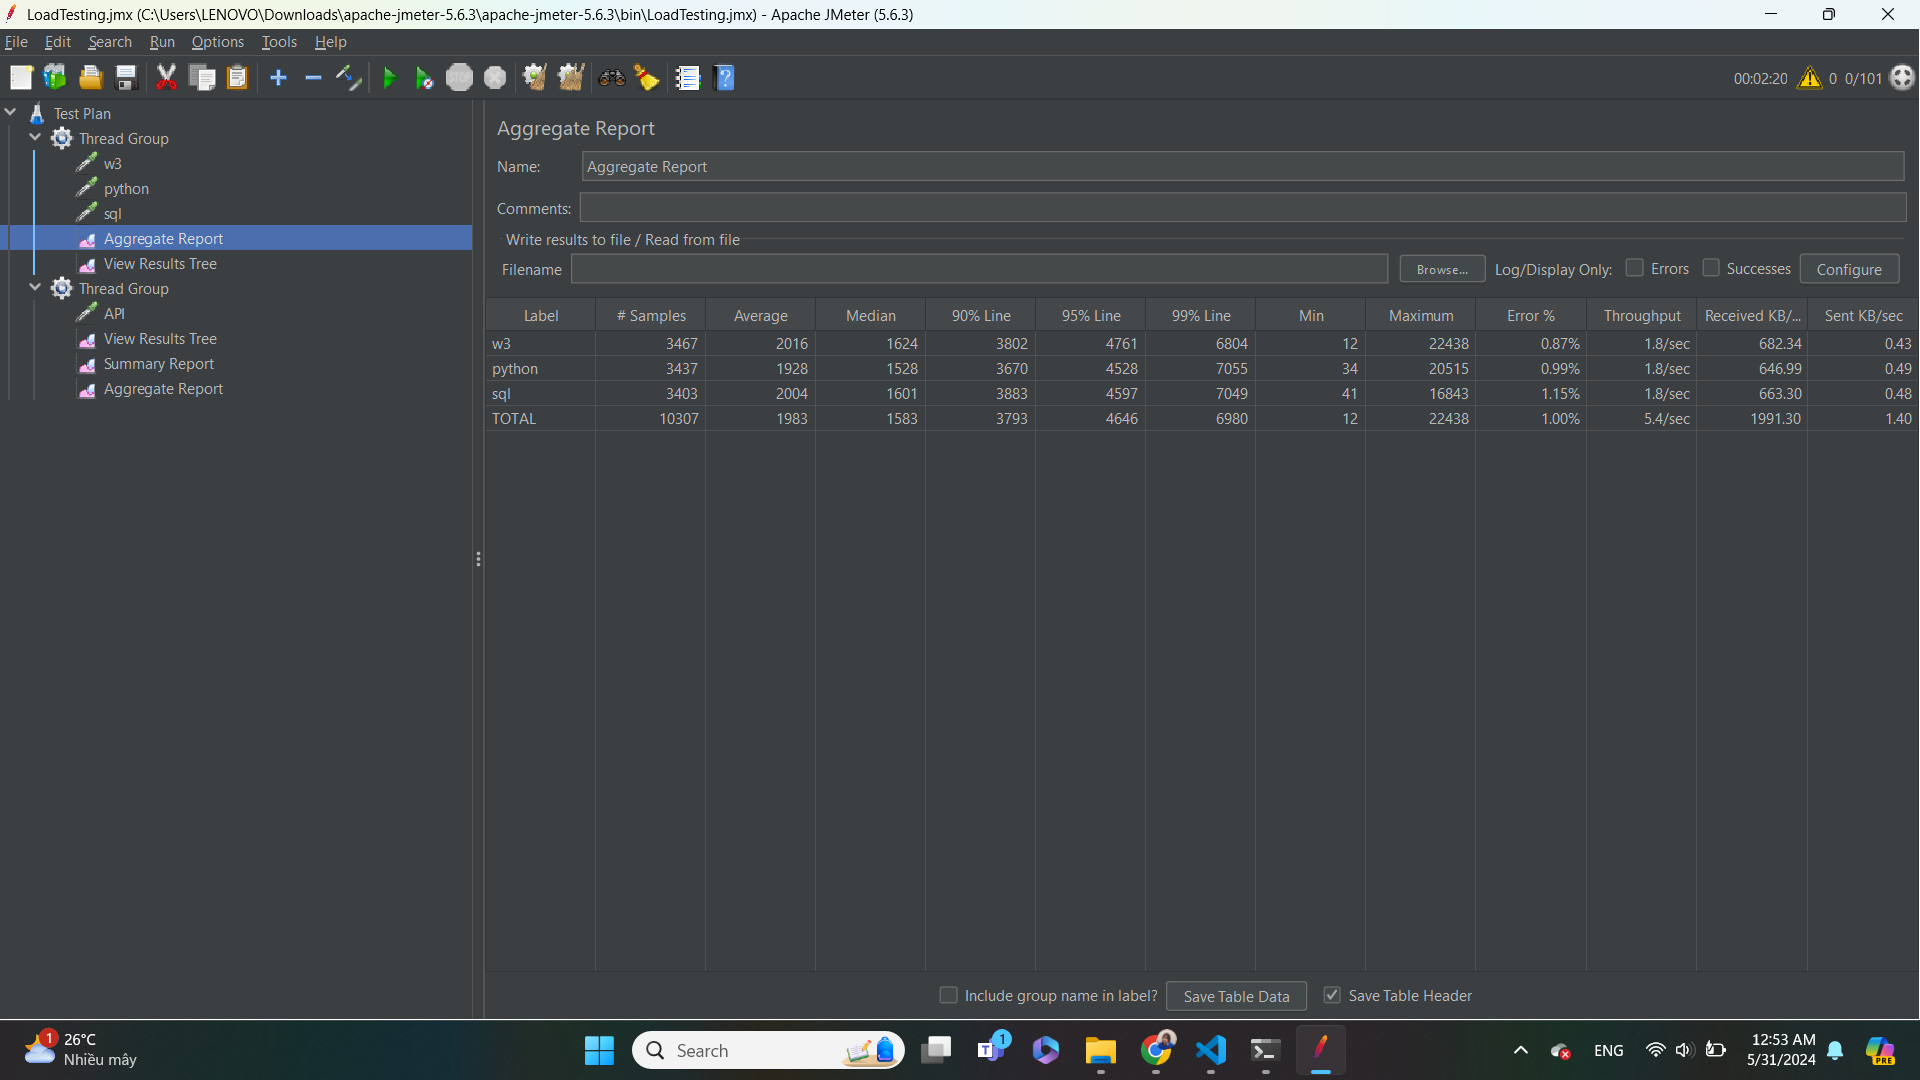 LoadTesting.jmx (C:\Users\LENOVO\Downloads\apache-jmeter-5.6.3\apache-jmeter-5.6.3\bin\LoadTesting.jmx) - Apache JMeter (5.6.3)
File Edit Search Run Options Tools Help
STOP 00:02:20 0 0/101
Test Plan
Thread Group
w3
python
sql
Aggregate Report
View Results Tree
Thread Group
API
View Results Tree
Summary Report
Aggregate Report
Aggregate Report
Name: Aggregate Report
Comments:
Write results to file / Read from file
Filename Browse... Log/Display Only: Errors Successes Configure
Label # Samples Average Median 90% Line 95% Line 99% Line Min Maximum Error % Throughput Received KB/... Sent KB/sec
w3 3467 2016 1624 3802 4761 6804 12 22438 0.87% 1.8/sec 682.34 0.43
python 3437 1928 1528 3670 4528 7055 34 20515 0.99% 1.8/sec 646.99 0.49
sql 3403 2004 1601 3883 4597 7049 41 16843 1.15% 1.8/sec 663.30 0.48
TOTAL 10307 1983 1583 3793 4646 6980 12 22438 1.00% 5.4/sec 1991.30 1.40
Include group name in label? Save Table Data Save Table Header
1 26°C
Nhiều mây
Search
T 1
ENG
12:53 AM
5/31/2024
PRE